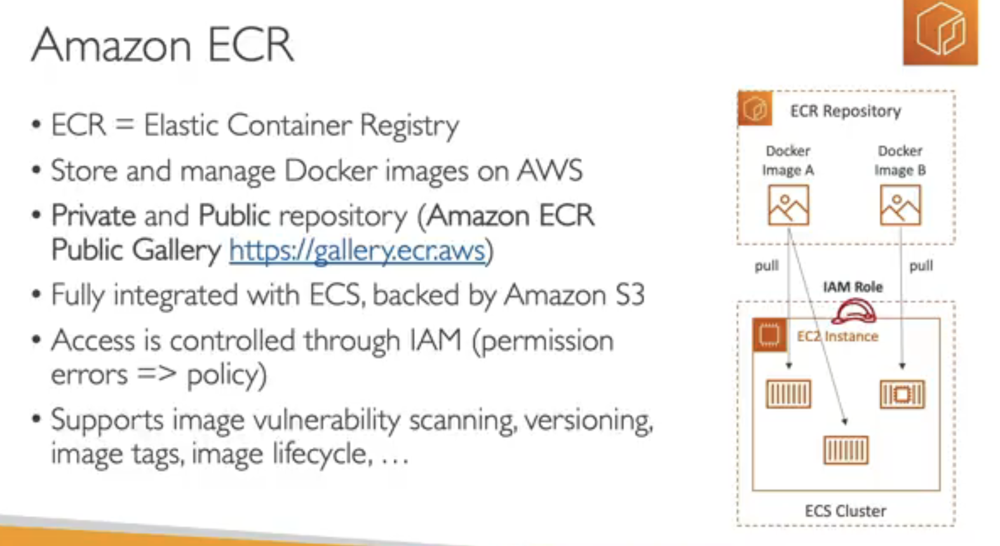 Amazon ECR
• ECR = Elastic Container Registry
• Store and manage Docker images on AWS
• Private and Public repository (Amazon ECR
Public Gallery https://gallery.ecr.aws)
• Fully integrated with ECS, backed by Amazon S3
• Access is controlled through IAM (permission
errors => policy)
• Supports image vulnerability scanning, versioning,
image tags, image lifecycle, …
ECR Repository
Docker
Image A
Docker
Image B
pull
pull
IAM Role
EC2 Instance
ECS Cluster